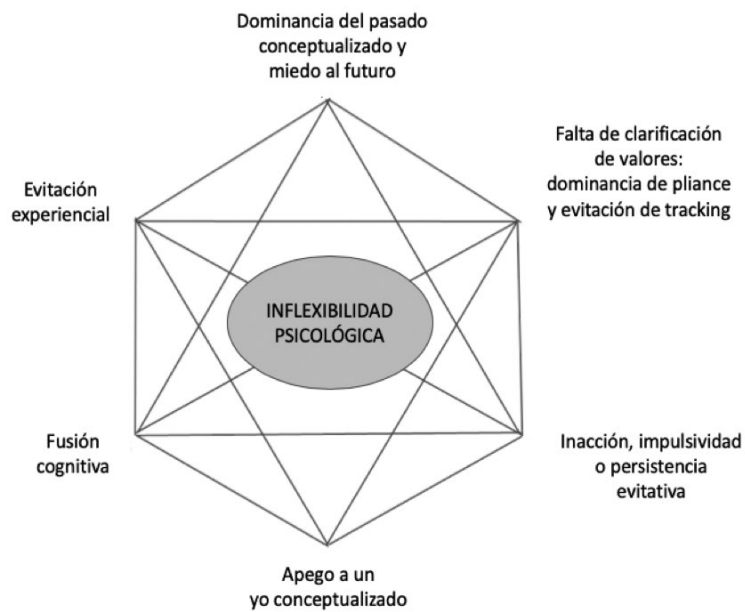 Dominancia del pasado
conceptualizado y
miedo al futuro
Falta de clarificación
de valores:
dominancia de pliance
y evitación de tracking
Evitación
experiencial
INFLEXIBILIDAD
PSICOLÓGICA
Fusión
cognitiva
Inacción, impulsividad
o persistencia
evitativa
Apego a un
yo conceptualizado